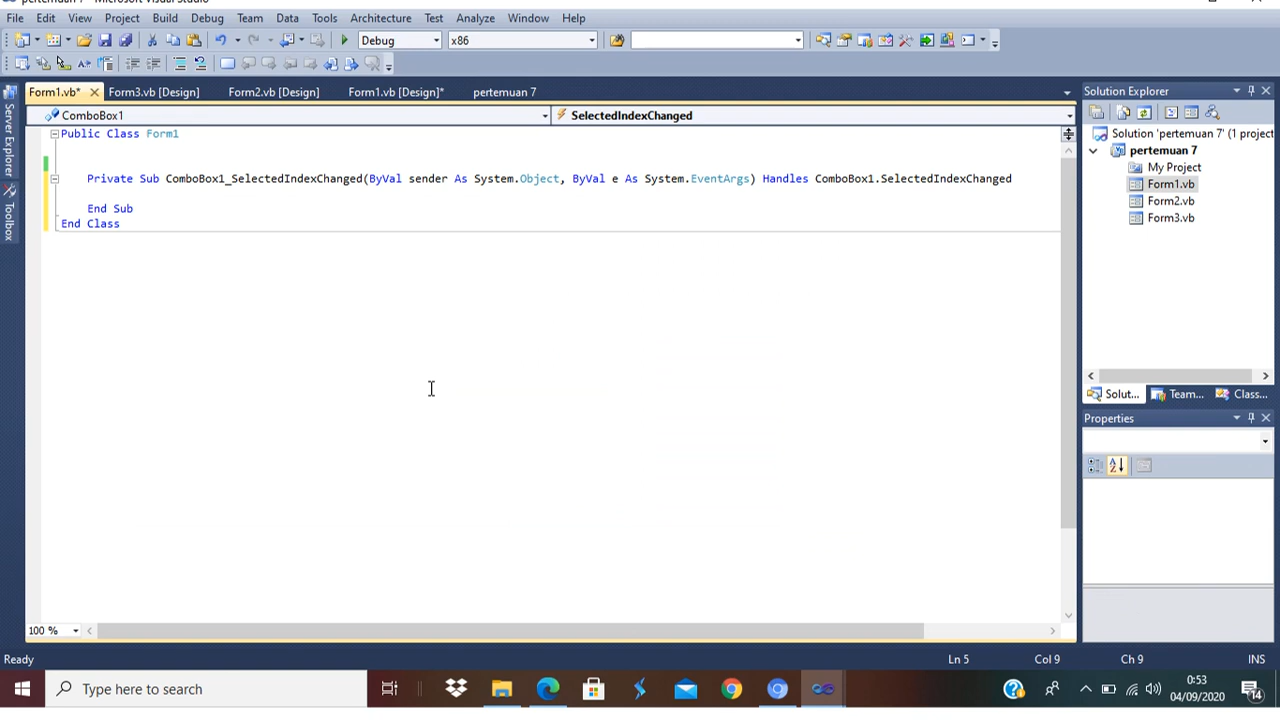 pertemuan 7 - Microsoft Visual Studio
File Edit View Project Build Debug Team Data Tools Architecture Test Analyze Window Help
Debug x86
Form1.vb* Form3.vb [Design] Form2.vb [Design] Form1.vb [Design]* pertemuan 7
ComboBox1 SelectedIndexChanged
Public Class Form1
Private Sub ComboBox1_SelectedIndexChanged(ByVal sender As System.Object, ByVal e As System.EventArgs) Handles ComboBox1.SelectedIndexChanged
End Sub
End Class
Server Explorer
Toolbox
Solution Explorer
Solution 'pertemuan 7' (1 project
pertemuan 7
My Project
Form1.vb
Form2.vb
Form3.vb
Solut... Team... Class...
Properties
100 %
Ready Ln 5 Col 9 Ch 9 INS
Type here to search
0:53
04/09/2020
14